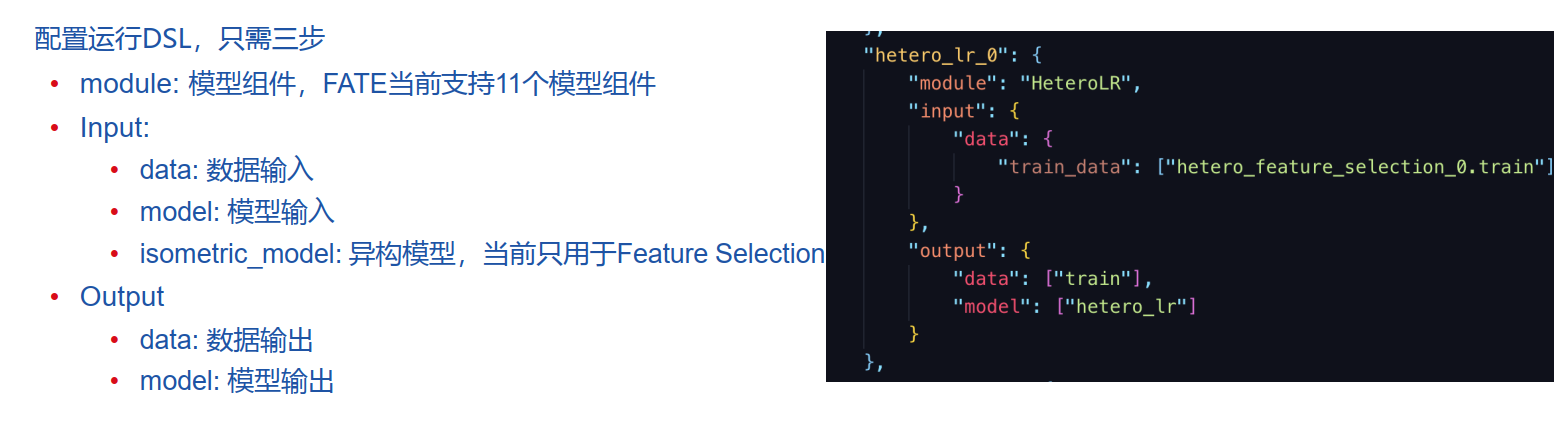 配置运行DSL，只需三步
• module: 模型组件，FATE当前支持11个模型组件
• Input:
• data: 数据输入
• model: 模型输入
• isometric_model: 异构模型，当前只用于Feature Selection
• Output
• data: 数据输出
• model: 模型输出
"hetero_lr_0": {
"module": "HeteroLR",
"input": {
"data": {
"train_data": ["hetero_feature_selection_0.train"]
}
},
"output": {
"data": ["train"],
"model": ["hetero_lr"]
}
},